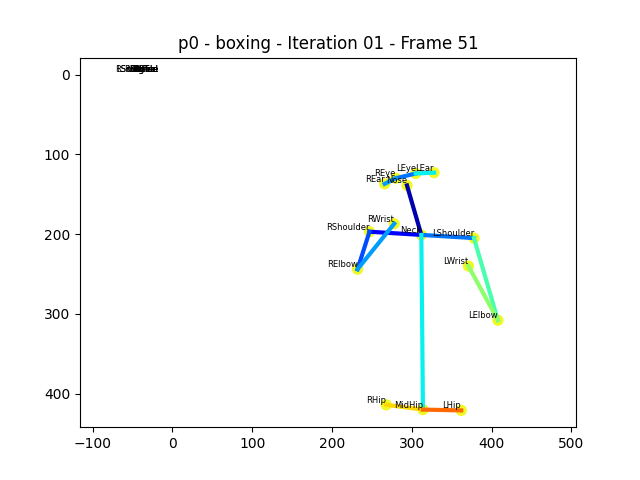 p0 - boxing - Iteration 01 - Frame 51
0
100
200
300
400
REye
LEye
LEar
REar
Nose
RWrist
RShoulder
Neck
LShoulder
RElbow
LWrist
LElbow
RHip
MidHip
LHip
−100
0
100
200
300
400
500